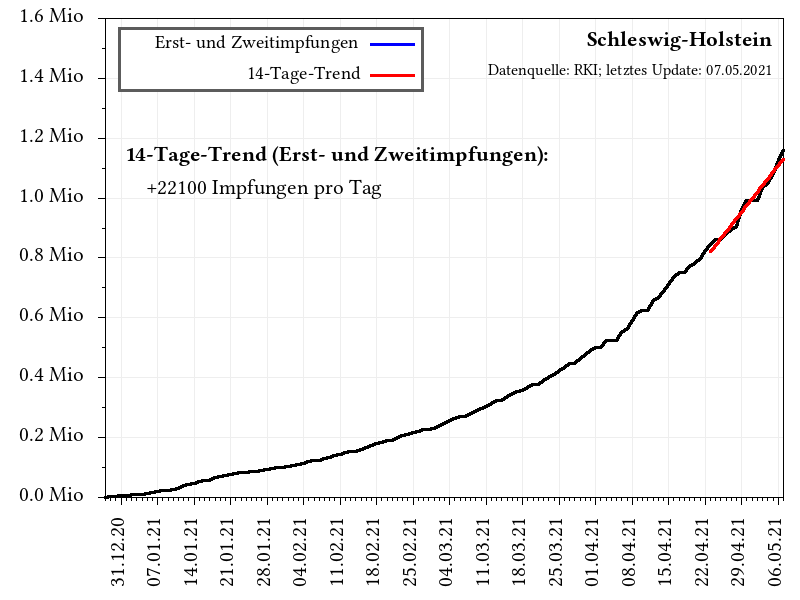 Schleswig-Holstein
Datenquelle: RKI; letztes Update: 07.05.2021
Erst- und Zweitimpfungen
14-Tage-Trend
14-Tage-Trend (Erst- und Zweitimpfungen):
+22100 Impfungen pro Tag
1.6 Mio
1.4 Mio
1.2 Mio
1.0 Mio
0.8 Mio
0.6 Mio
0.4 Mio
0.2 Mio
0.0 Mio
31.12.20
07.01.21
14.01.21
21.01.21
28.01.21
04.02.21
11.02.21
18.02.21
25.02.21
04.03.21
11.03.21
18.03.21
25.03.21
01.04.21
08.04.21
15.04.21
22.04.21
29.04.21
06.05.21